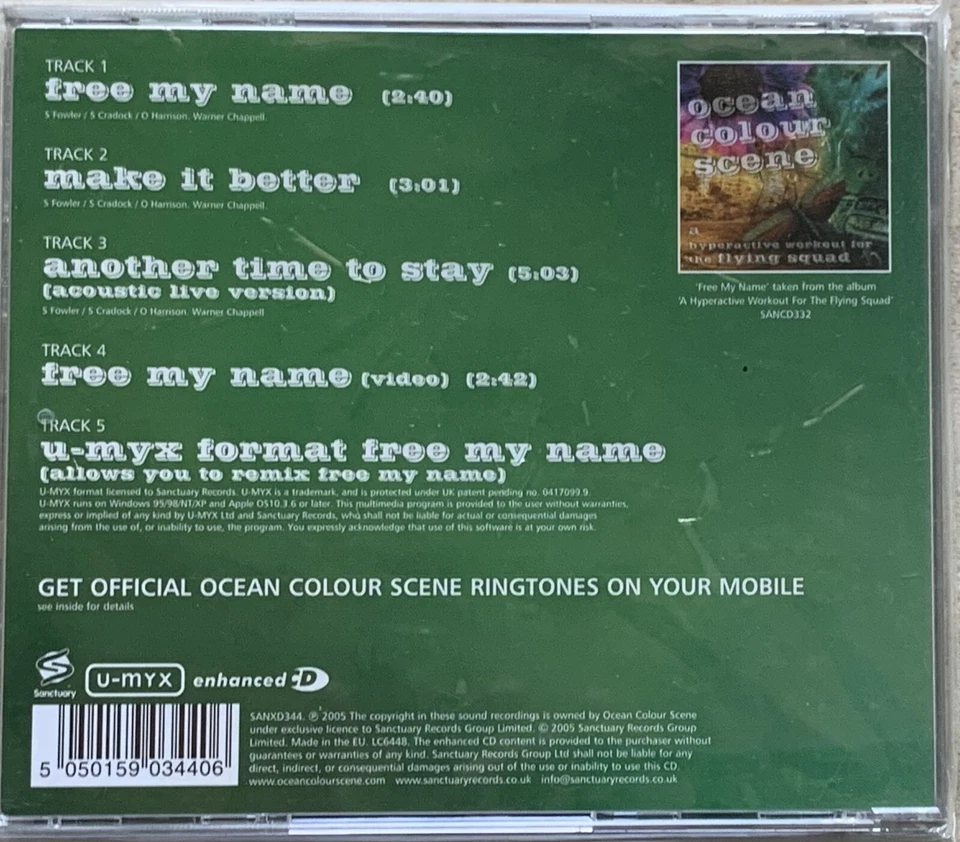 TRACK 1
free my name (2:40)
S Fowler / S Cradock / O Harrison. Warner Chappell.
TRACK 2
make it better (3:01)
S Fowler / S Cradock / O Harrison. Warner Chappell.
TRACK 3
another time to stay (5:03)
(acoustic live version)
S Fowler / S Cradock / O Harrison. Warner Chappell
TRACK 4
free my name (video) (2:42)
TRACK 5
u-myx format free my name
(allows you to remix free my name)
U-MYX format licensed to Sanctuary Records. U-MYX is a trademark, and is protected under UK patent pending no. 0417099.9.
U-MYX runs on Windows 95/98/NT/XP and Apple OS10.3.6 or later. This multimedia program is provided to the user without warranties,
express or implied of any kind by U-MYX Ltd and Sanctuary Records, who shall not be liable for actual or consequential damages
arising from the use of, or inability to use, the program. You expressly acknowledge that use of this software is at your own risk.
GET OFFICIAL OCEAN COLOUR SCENE RINGTONES ON YOUR MOBILE
see inside for details
ocean
colour
scene
a
hyperactive workout for
the flying squad
'Free My Name' taken from the album
'A Hyperactive Workout For The Flying Squad'
SANCD332
Sanctuary
U-MYX
enhanced CD
5 050159 034406
SANXD344. ℗ 2005 The copyright in these sound recordings is owned by Ocean Colour Scene
under exclusive licence to Sanctuary Records Group Limited. © 2005 Sanctuary Records Group
Limited. Made in the EU. LC6448. The enhanced CD content is provided to the purchaser without
guarantees or warranties of any kind. Sanctuary Records Group Ltd shall not be liable for any
direct, indirect, or consequential damages arising out of the use or inability to use this CD.
www.oceancolourscene.com www.sanctuaryrecords.co.uk info@sanctuaryrecords.co.uk